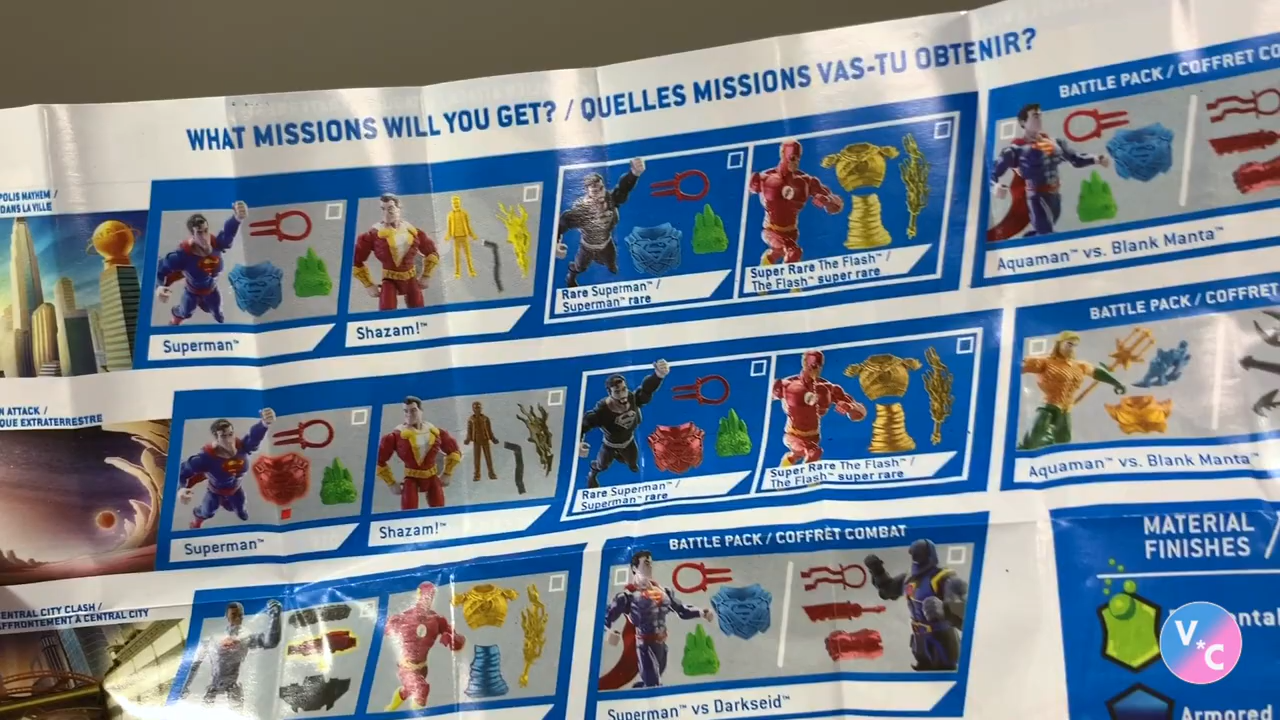 WHAT MISSIONS WILL YOU GET? / QUELLES MISSIONS VAS-TU OBTENIR?
POLIS MAYHEM /
DANS LA VILLE
Superman™
Shazam!™
Rare Superman™ /
Superman™ rare
Super Rare The Flash™ /
The Flash™ super rare
BATTLE PACK / COFFRET CO
Aquaman™ vs. Blank Manta™
N ATTACK /
QUE EXTRATERRESTRE
Superman™
Shazam!™
Rare Superman™ /
Superman™ rare
Super Rare The Flash™ /
The Flash™ super rare
BATTLE PACK / COFFRET
Aquaman™ vs. Blank Manta™
CENTRAL CITY CLASH /
AFFRONTEMENT À CENTRAL CITY
BATTLE PACK / COFFRET COMBAT
Superman™ vs Darkseid™
MATERIAL /
FINISHES
ntal
Armored
V*C